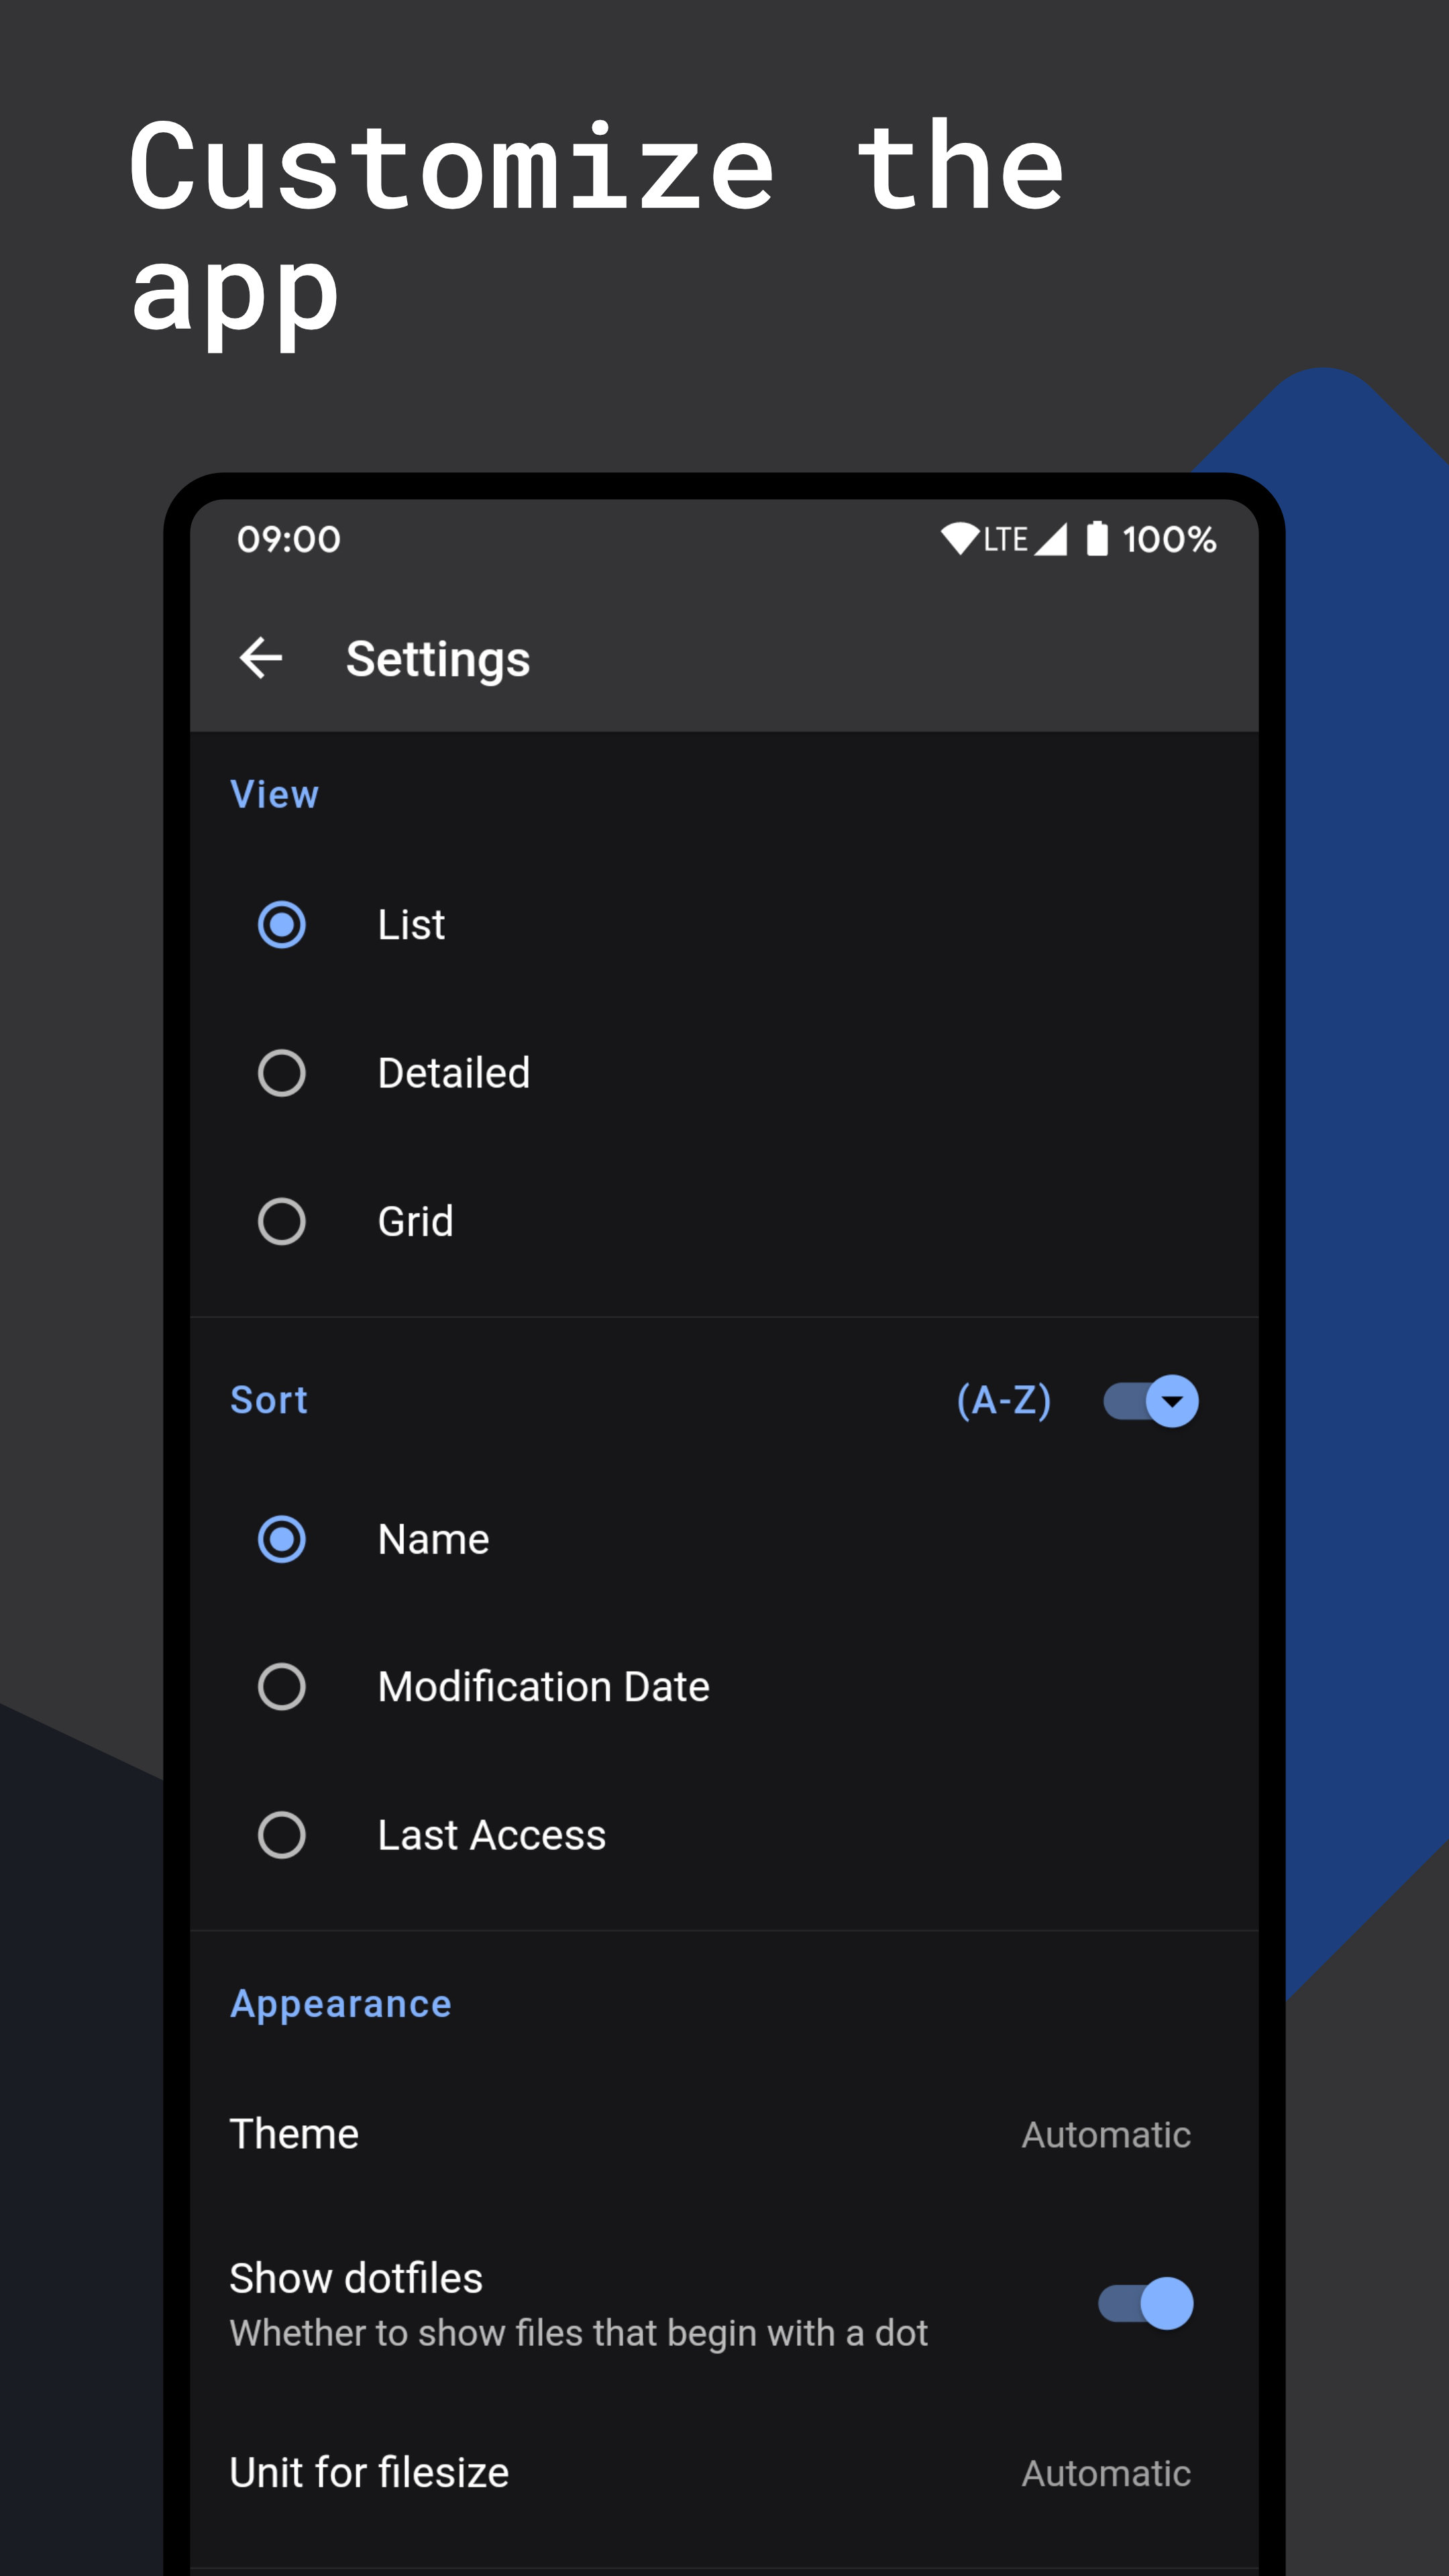 Customize the
app
09:00 LTE 100%
Settings
View
List
Detailed
Grid
Sort (A-Z)
Name
Modification Date
Last Access
Appearance
Theme Automatic
Show dotfiles
Whether to show files that begin with a dot
Unit for filesize Automatic